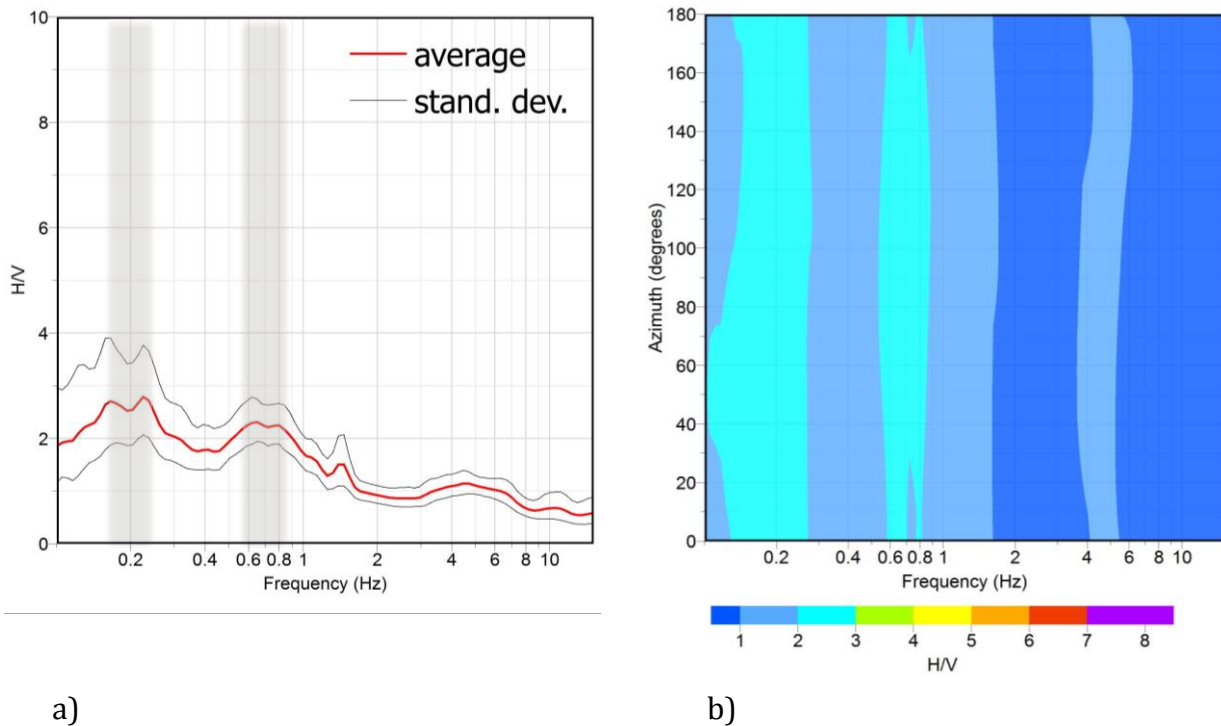 average
stand. dev.
10
8
6
4
2
0
H/V
0.2 0.4 0.6 0.8 1 2 4 6 8 10
Frequency (Hz)
a)
180
160
140
120
100
80
60
40
20
0
Azimuth (degrees)
0.2 0.4 0.6 0.8 1 2 4 6 8 10
Frequency (Hz)
1 2 3 4 5 6 7 8
H/V
b)